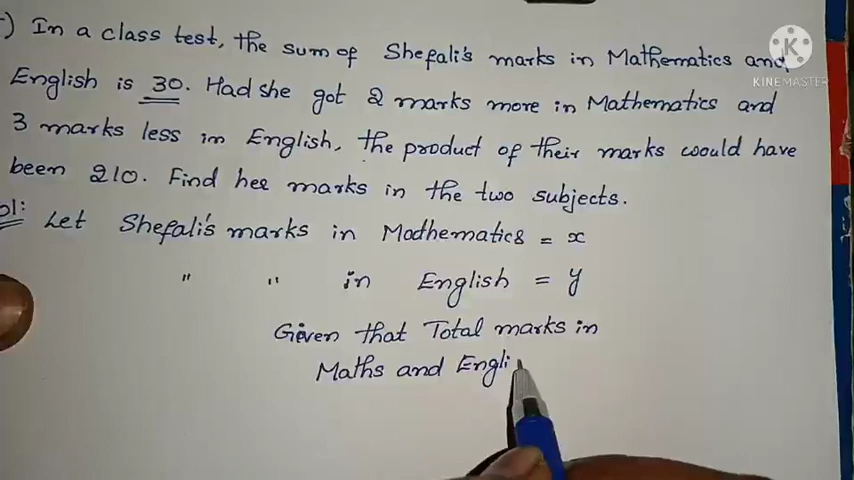 ) In a class test, the sum of Shefali's marks in Mathematics and
English is 30. Had she got 2 marks more in Mathematics and
3 marks less in English, the product of their marks would have
been 210. Find her marks in the two subjects.
ol: Let Shefali's marks in Mathematics = x
" " in English = y
Given that Total marks in
Maths and Engli
K
KINEMASTER